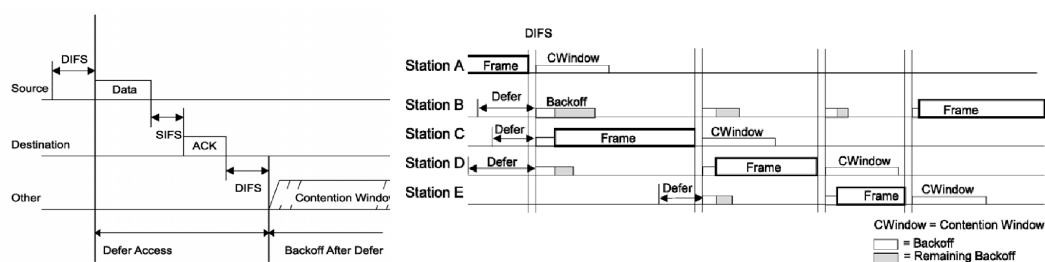 DIFS
Source
Data
SIFS
Destination
ACK
DIFS
Other
Contention Window
Defer Access
Backoff After Defer
DIFS
Station A
Frame
CWindow
Station B
Defer
Backoff
Frame
Station C
Defer
Frame
CWindow
Station D
Defer
Frame
CWindow
Station E
Defer
Frame
CWindow
CWindow = Contention Window
= Backoff
= Remaining Backoff